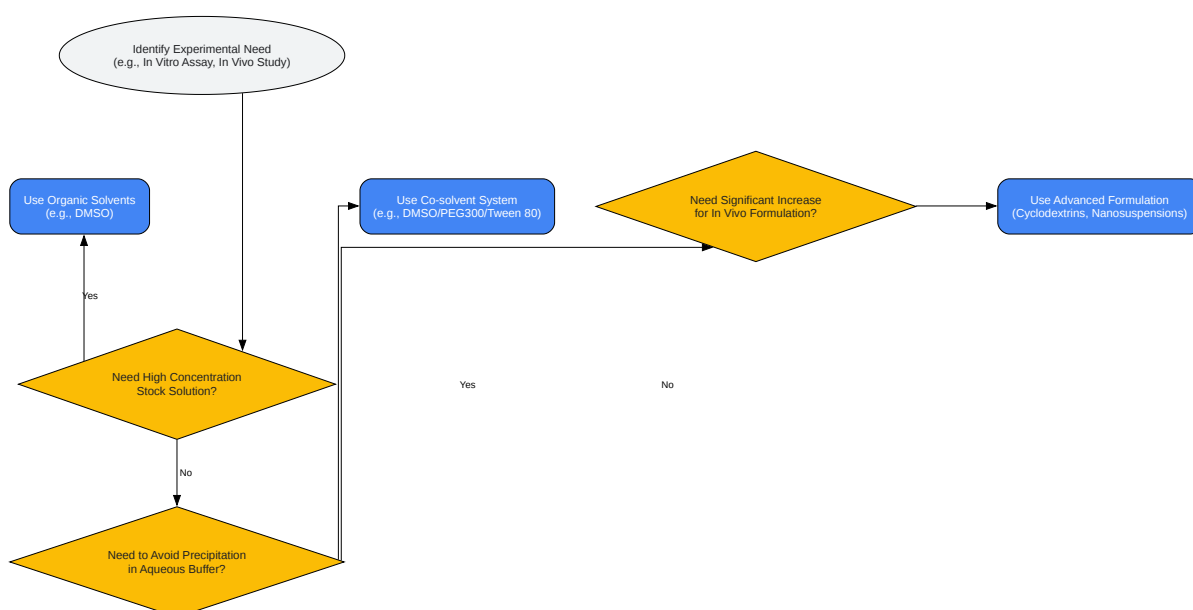 Identify Experimental Need
(e.g., In Vitro Assay, In Vivo Study)
Use Organic Solvents
(e.g., DMSO)
Use Co-solvent System
(e.g., DMSO/PEG300/Tween 80)
Need Significant Increase
for In Vivo Formulation?
Use Advanced Formulation
(Cyclodextrins, Nanosuspensions)
Yes
Need High Concentration
Stock Solution?
Yes
No
No
Need to Avoid Precipitation
in Aqueous Buffer?